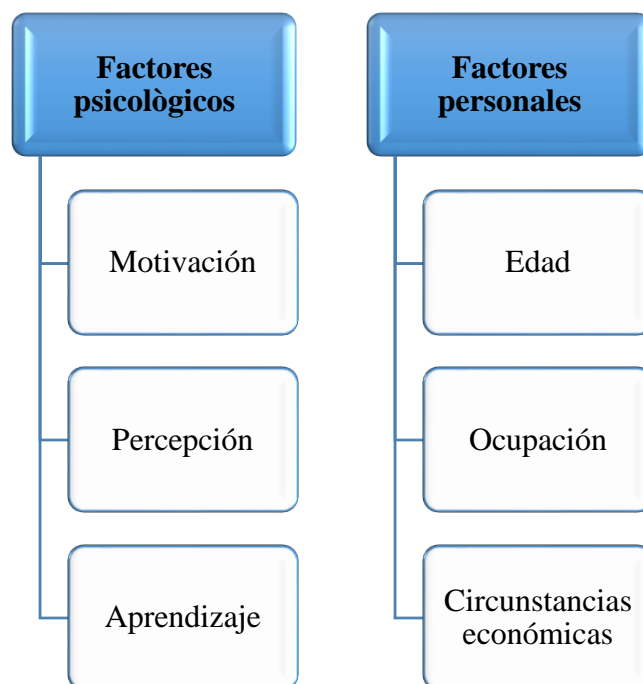 Factores
psicològicos
Motivación
Percepción
Aprendizaje
Factores
personales
Edad
Ocupación
Circunstancias
económicas